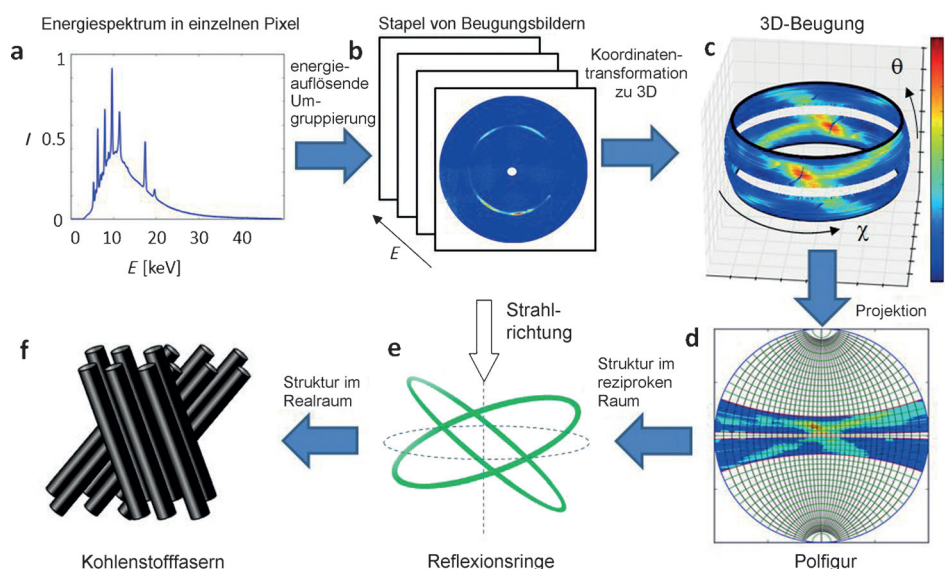 Energiespektrum in einzelnen Pixel
a
1
0.5
0
I
0
10
20
30
40
E [keV]
energie-
auflösende
Um-
gruppierung
Stapel von Beugungsbildern
b
E
Koordinaten-
transformation
zu 3D
3D-Beugung
c
θ
χ
Projektion
d
Polfigur
Struktur im
reziproken
Raum
Strahl-
richtung
e
Reflexionsringe
Struktur im
Realraum
f
Kohlenstofffasern